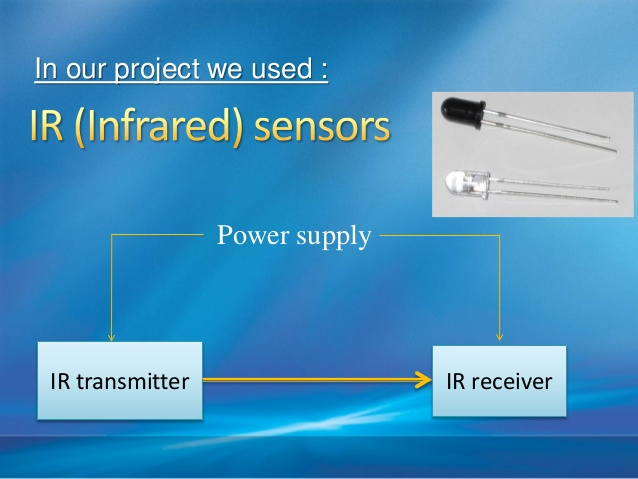 In our project we used :
IR (Infrared) sensors
Power supply
IR transmitter
IR receiver